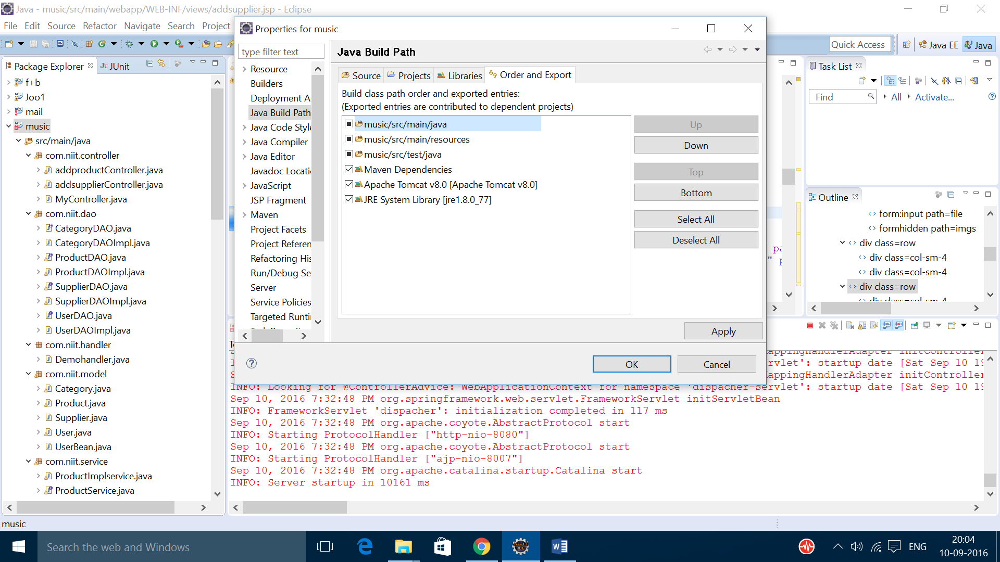 Java - music/src/main/webapp/WEB-INF/views/addsupplier.jsp - Eclipse
File Edit Source Refactor Navigate Search Project
Quick Access
Java EE
Java
Package Explorer
JUnit
f+b
Joo1
mail
music
src/main/java
com.niit.controller
addproductController.java
addsupplierController.java
MyController.java
com.niit.dao
CategoryDAO.java
CategoryDAOImpl.java
ProductDAO.java
ProductDAOImpl.java
SupplierDAO.java
SupplierDAOImpl.java
UserDAO.java
UserDAOImpl.java
com.niit.handler
Demohandler.java
com.niit.model
Category.java
Product.java
Supplier.java
User.java
UserBean.java
com.niit.service
ProductImplservice.java
ProductService.java
music
Properties for music
type filter text
Resource
Builders
Deployment A
Java Build Path
Java Code Style
Java Compiler
Java Editor
Javadoc Locati
JavaScript
JSP Fragment
Maven
Project Facets
Project Referen
Refactoring His
Run/Debug Se
Server
Service Policies
Targeted Runti
Java Build Path
Source
Projects
Libraries
Order and Export
Build class path order and exported entries:
(Exported entries are contributed to dependent projects)
music/src/main/java
music/src/main/resources
music/src/test/java
Maven Dependencies
Apache Tomcat v8.0 [Apache Tomcat v8.0]
JRE System Library [jre1.8.0_77]
Up
Down
Top
Bottom
Select All
Deselect All
Apply
OK
Cancel
Task List
Find
All
Activate...
Outline
form:input path=file
formhidden path=imgs
div class=row
div class=col-sm-4
div class=col-sm-4
div class=row
div class=col-sm-4
pa
" p
appingHandlerAdapter initController
rvlet': startup date [Sat Sep 10 19
appingHandlerAdapter initController
INFO: Looking for @ControllerAdvice: WebApplicationContext for namespace 'dispacher-servlet': startup date [Sat Sep 10 19
Sep 10, 2016 7:32:48 PM org.springframework.web.servlet.FrameworkServlet initServletBean
INFO: FrameworkServlet 'dispacher': initialization completed in 117 ms
Sep 10, 2016 7:32:48 PM org.apache.coyote.AbstractProtocol start
INFO: Starting ProtocolHandler ["http-nio-8080"]
Sep 10, 2016 7:32:48 PM org.apache.coyote.AbstractProtocol start
INFO: Starting ProtocolHandler ["ajp-nio-8007"]
Sep 10, 2016 7:32:48 PM org.apache.catalina.startup.Catalina start
INFO: Server startup in 10161 ms
Search the web and Windows
ENG
20:04
10-09-2016